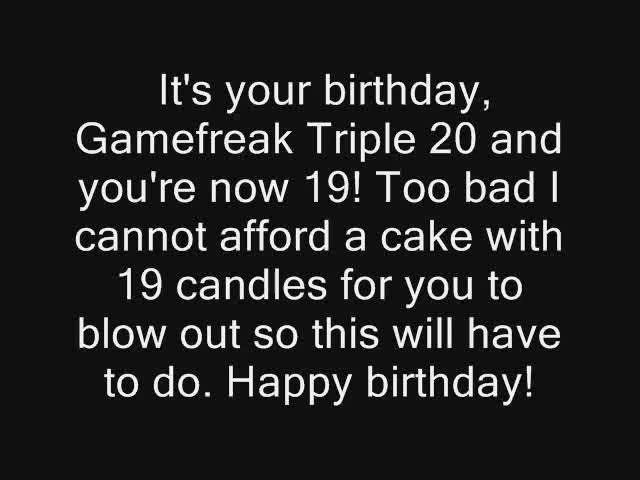 It's your birthday,
Gamefreak Triple 20 and
you're now 19! Too bad I
cannot afford a cake with
19 candles for you to
blow out so this will have
to do. Happy birthday!